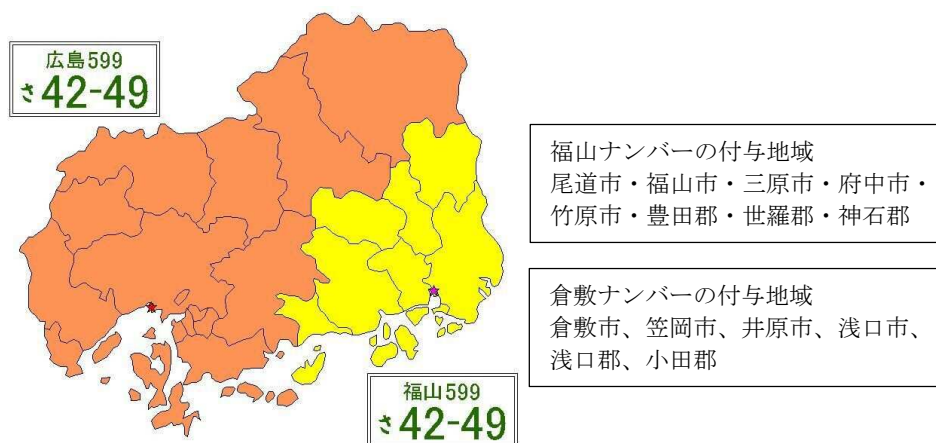 広島599
さ42-49
福山ナンバーの付与地域
尾道市・福山市・三原市・府中市・
竹原市・豊田郡・世羅郡・神石郡
倉敷ナンバーの付与地域
倉敷市、笠岡市、井原市、浅口市、
浅口郡、小田郡
福山599
さ42-49